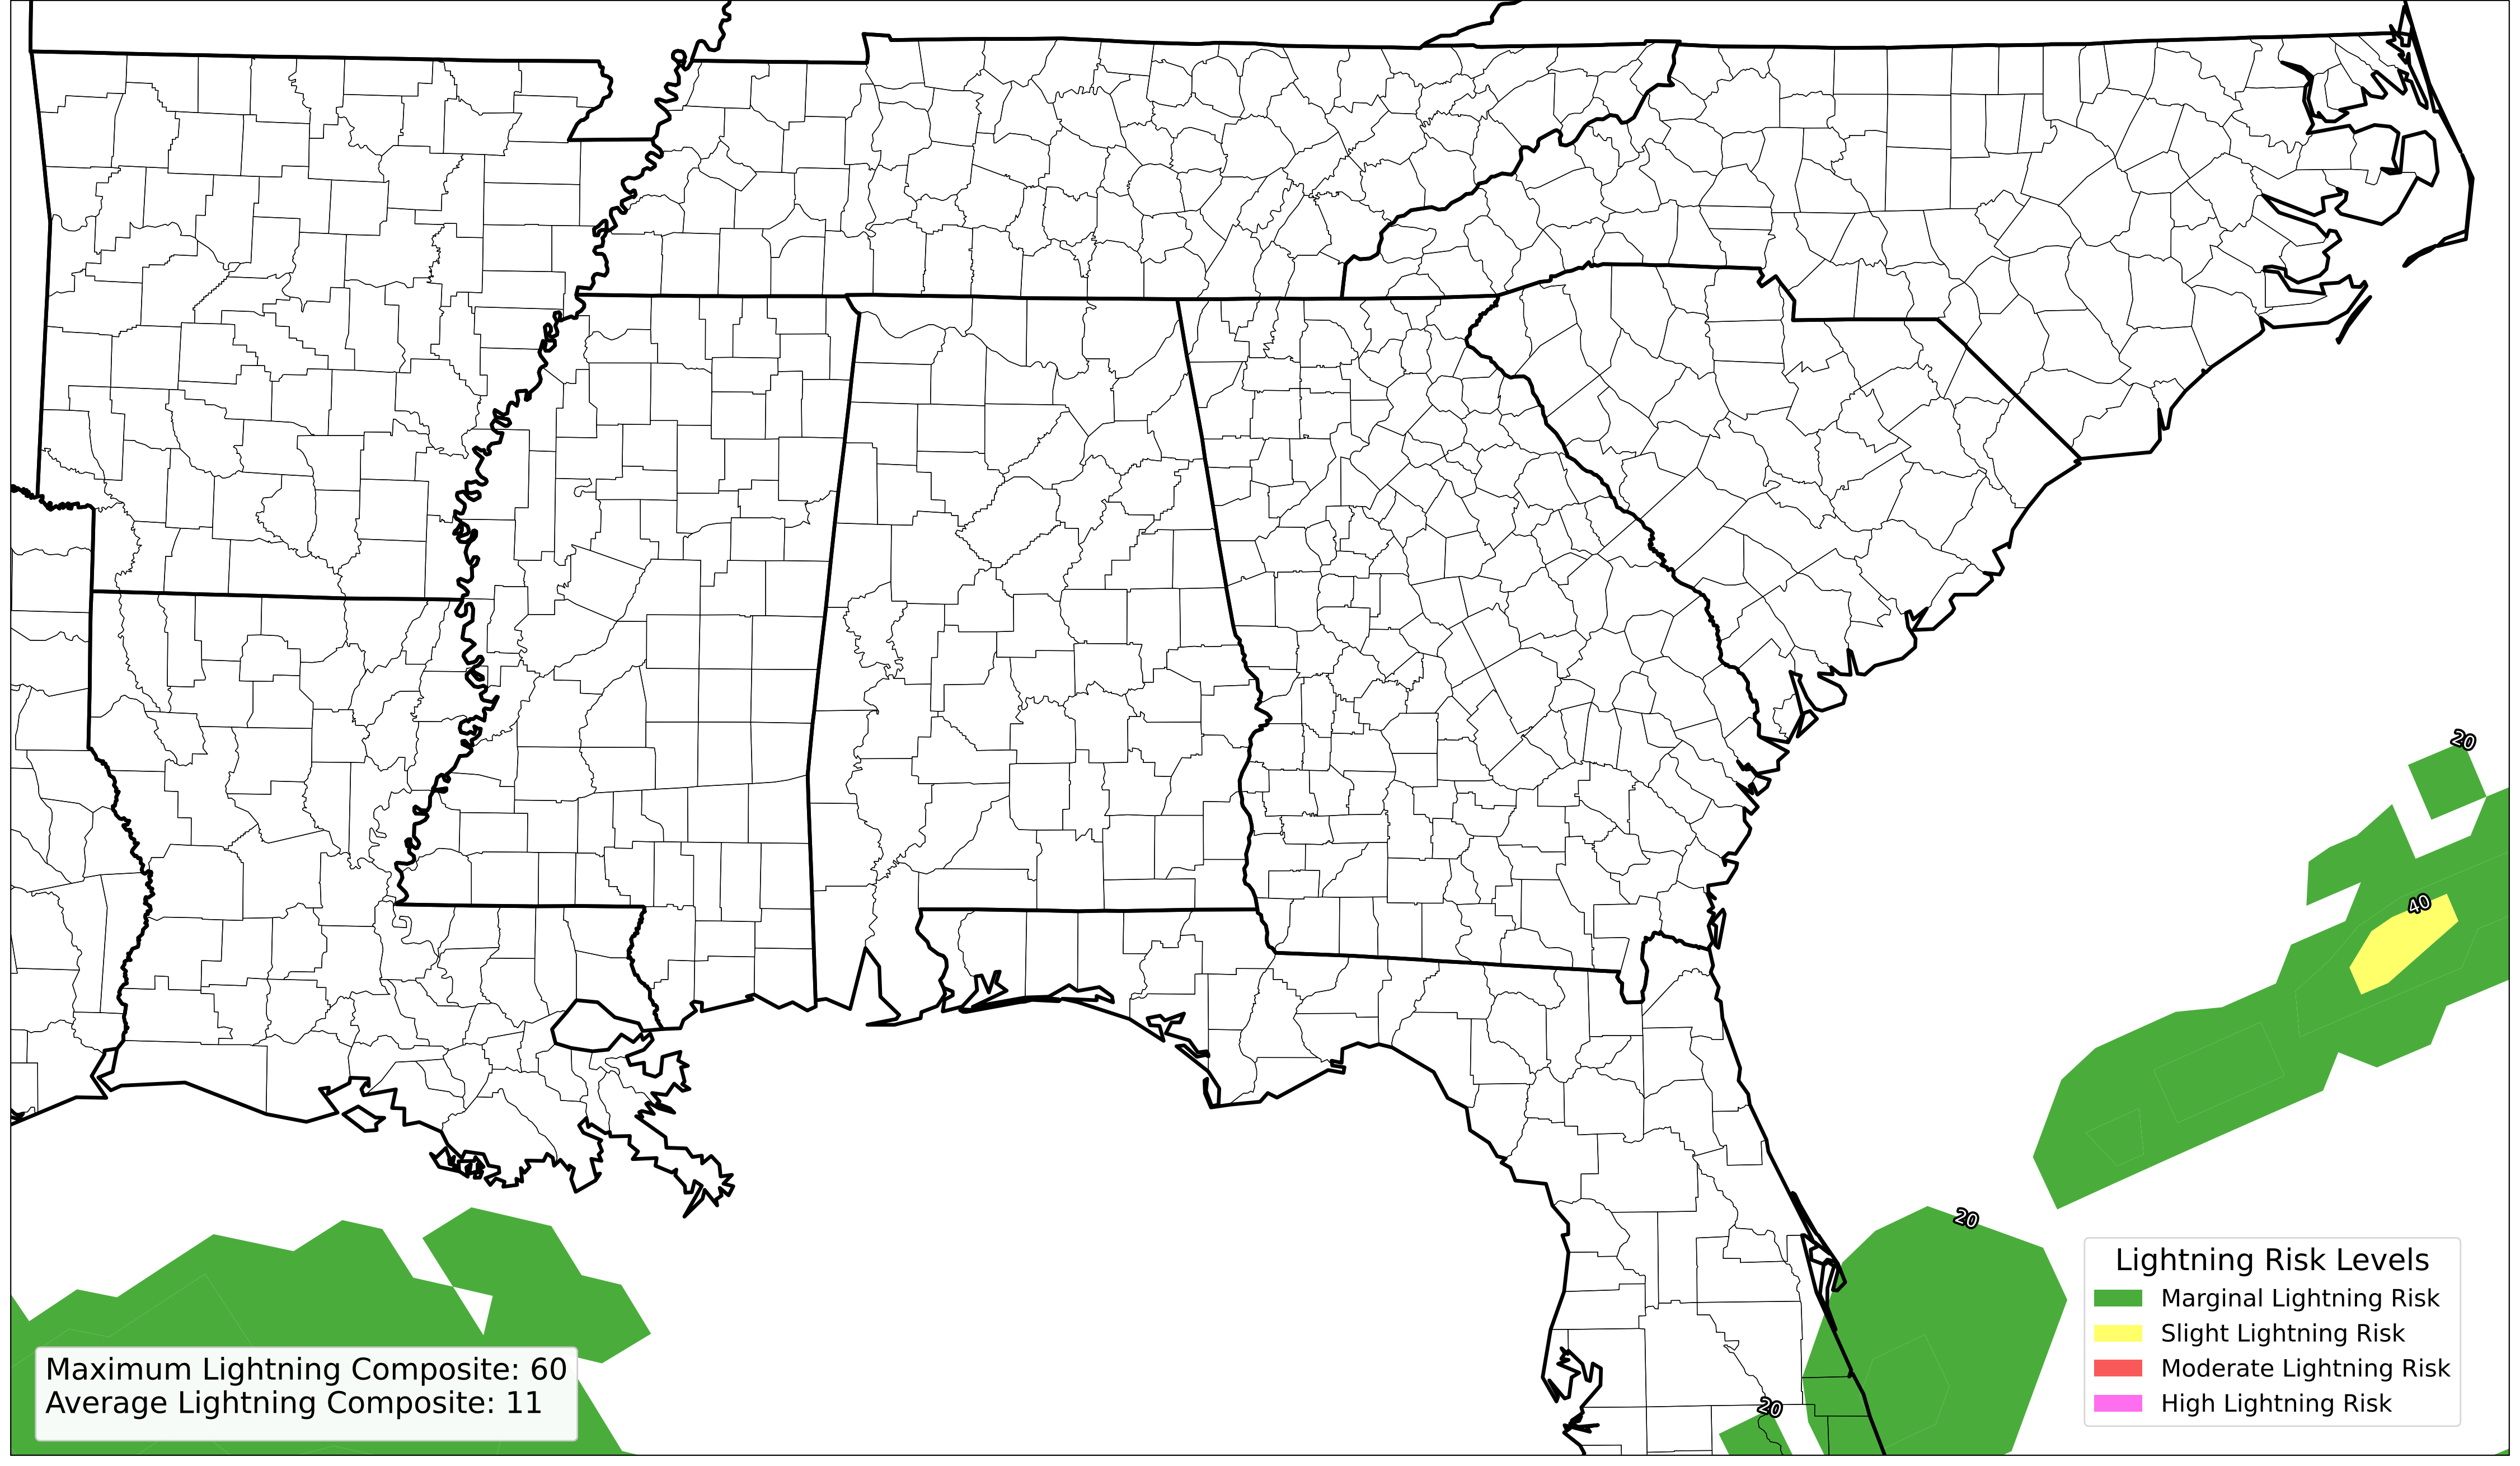 20
40
20
20
Maximum Lightning Composite: 60
Average Lightning Composite: 11
Lightning Risk Levels
Marginal Lightning Risk
Slight Lightning Risk
Moderate Lightning Risk
High Lightning Risk